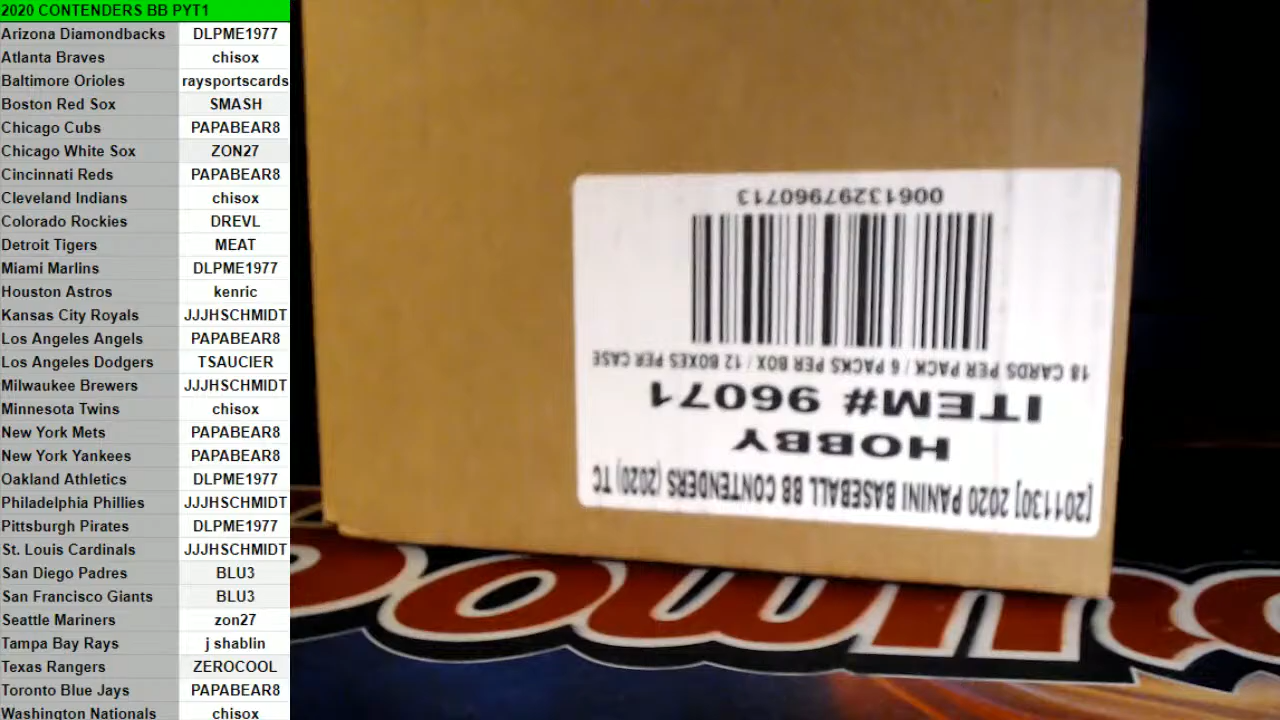 2020 CONTENDERS BB PYT1
Arizona Diamondbacks DLPME1977
Atlanta Braves chisox
Baltimore Orioles raysportscards
Boston Red Sox SMASH
Chicago Cubs PAPABEAR8
Chicago White Sox ZON27
Cincinnati Reds PAPABEAR8
Cleveland Indians chisox
Colorado Rockies DREVL
Detroit Tigers MEAT
Miami Marlins DLPME1977
Houston Astros kenric
Kansas City Royals JJJHSCHMIDT
Los Angeles Angels PAPABEAR8
Los Angeles Dodgers TSAUCIER
Milwaukee Brewers JJJHSCHMIDT
Minnesota Twins chisox
New York Mets PAPABEAR8
New York Yankees PAPABEAR8
Oakland Athletics DLPME1977
Philadelphia Phillies JJJHSCHMIDT
Pittsburgh Pirates DLPME1977
St. Louis Cardinals JJJHSCHMIDT
San Diego Padres BLU3
San Francisco Giants BLU3
Seattle Mariners zon27
Tampa Bay Rays j shablin
Texas Rangers ZEROCOOL
Toronto Blue Jays PAPABEAR8
Washington Nationals chisox
[201130] 2020 PANINI BASEBALL BB CONTENDERS (2020) TC
HOBBY
ITEM# 96071
18 CARDS PER PACK / 6 PACKS PER BOX / 12 BOXES PER CASE
00613297960713